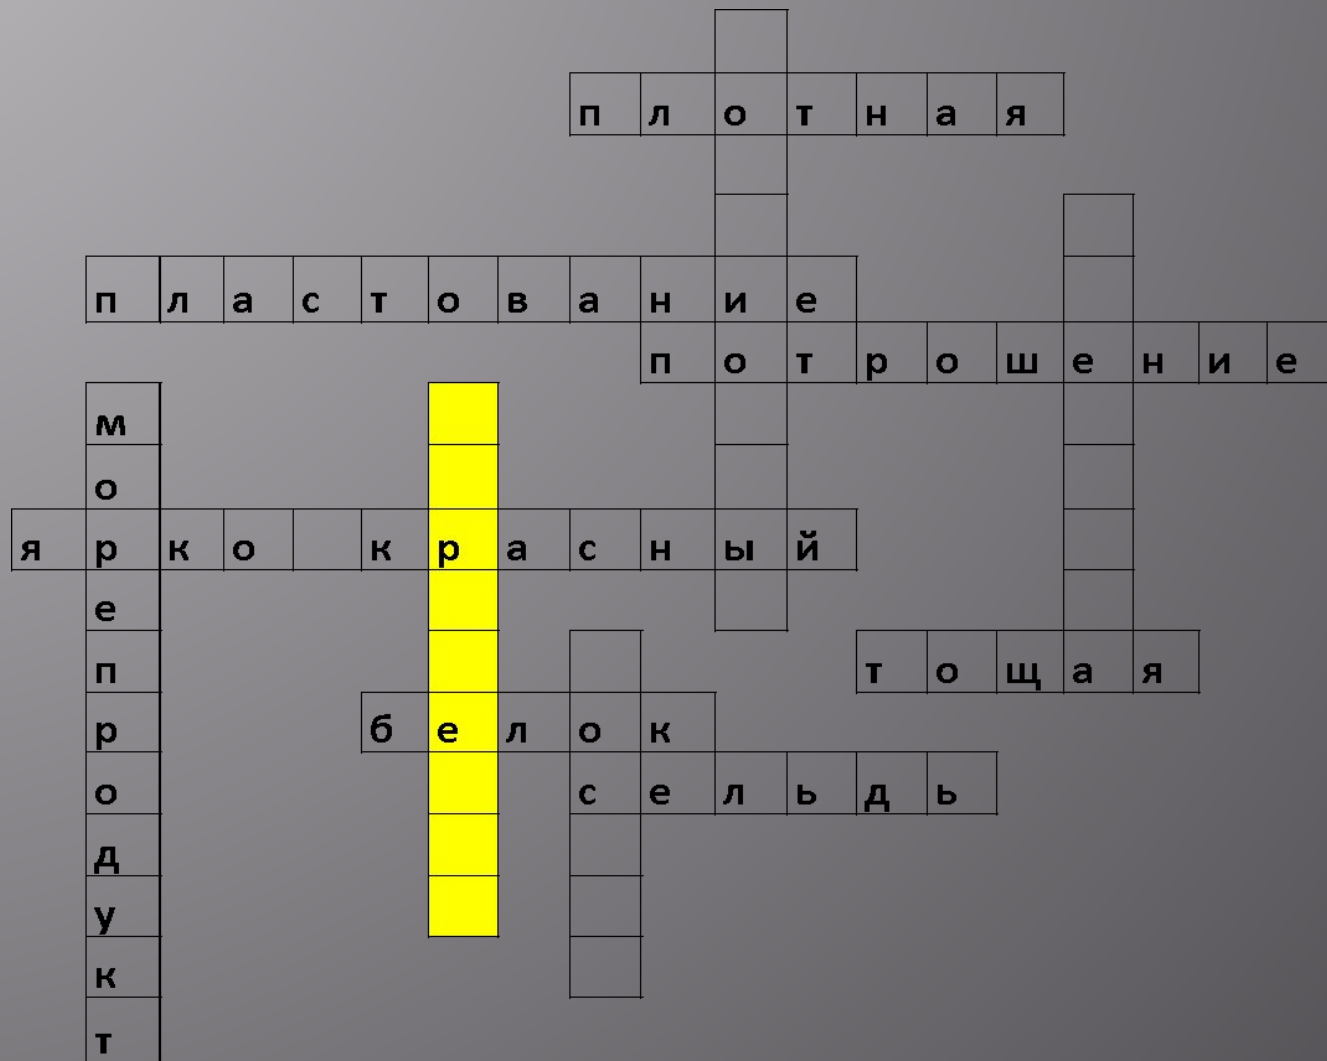 плотная
пластование
потрошение
морепродукт
ярко красный
тощая
белок
сельдь